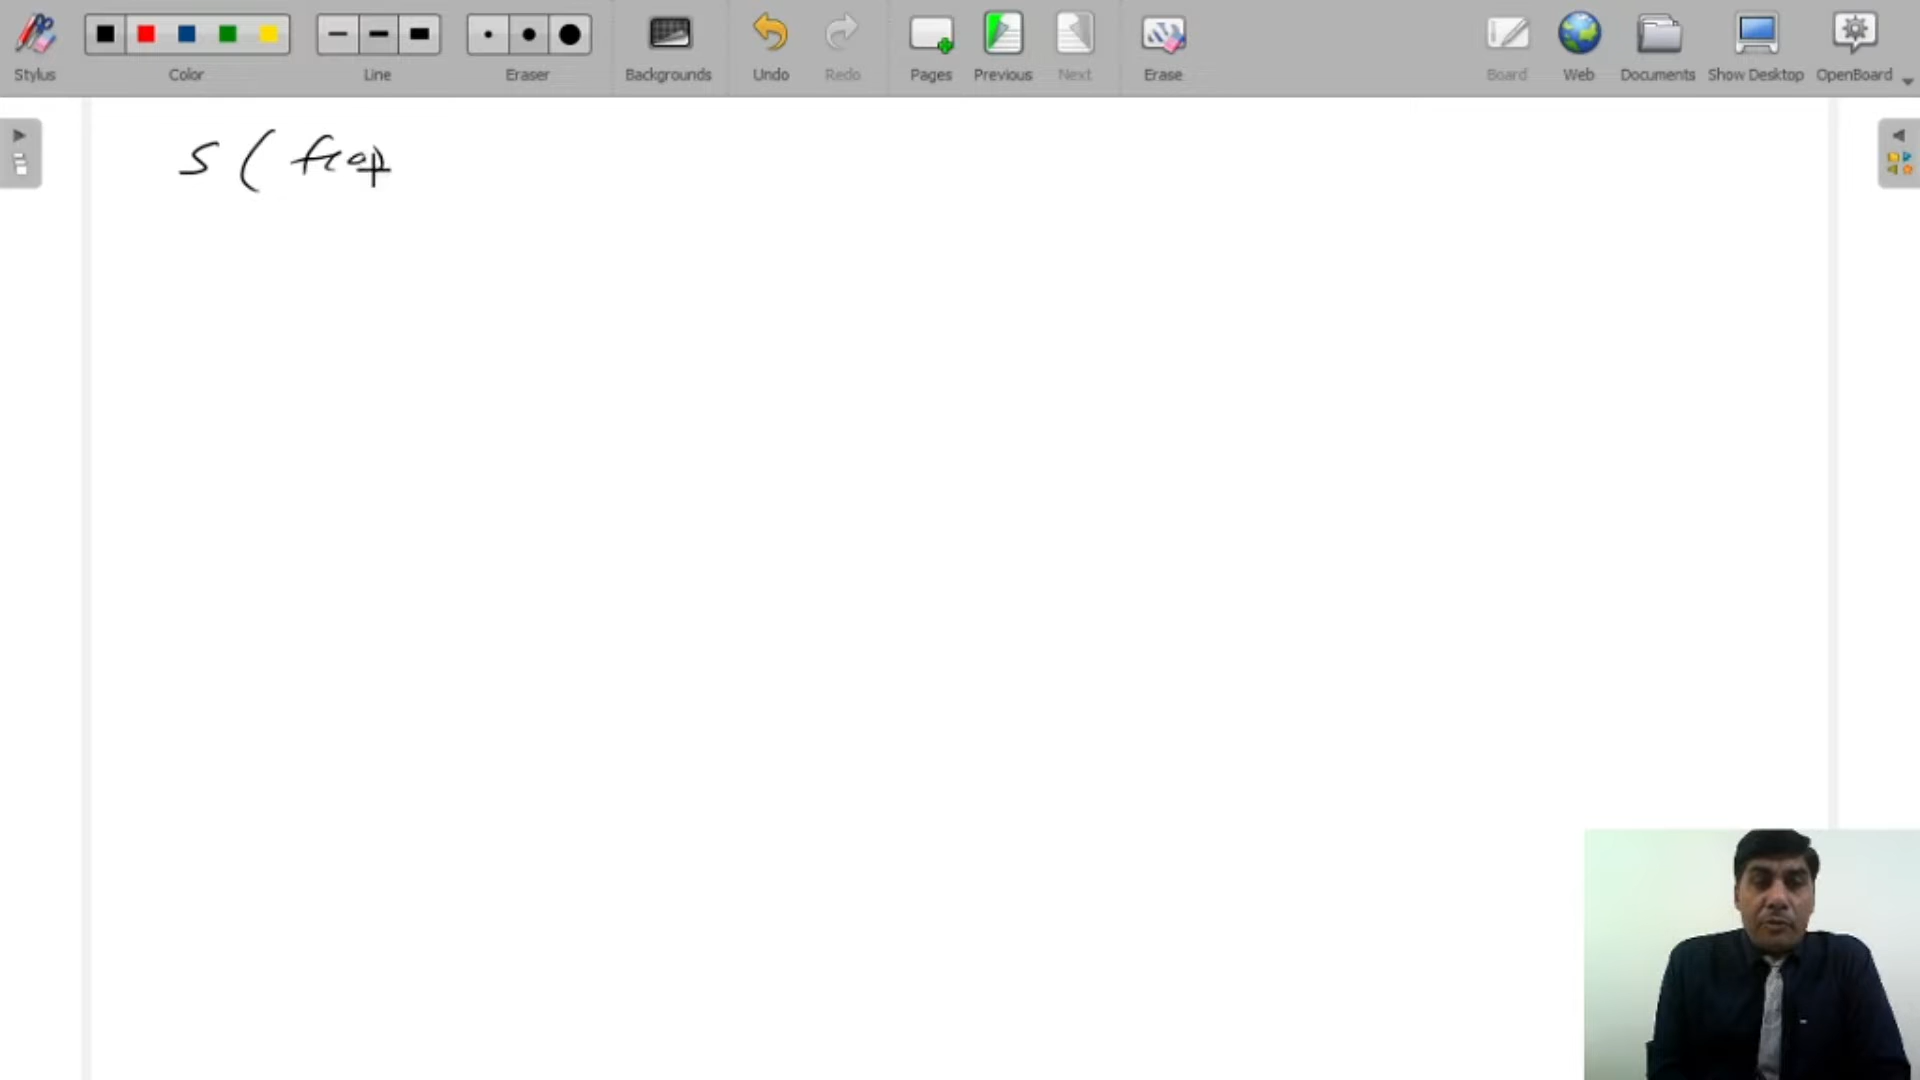 Stylus
Color
Line
Eraser
Backgrounds
Undo
Redo
Pages
Previous
Next
Erase
Board
Web
Documents
Show Desktop
OpenBoard
S (